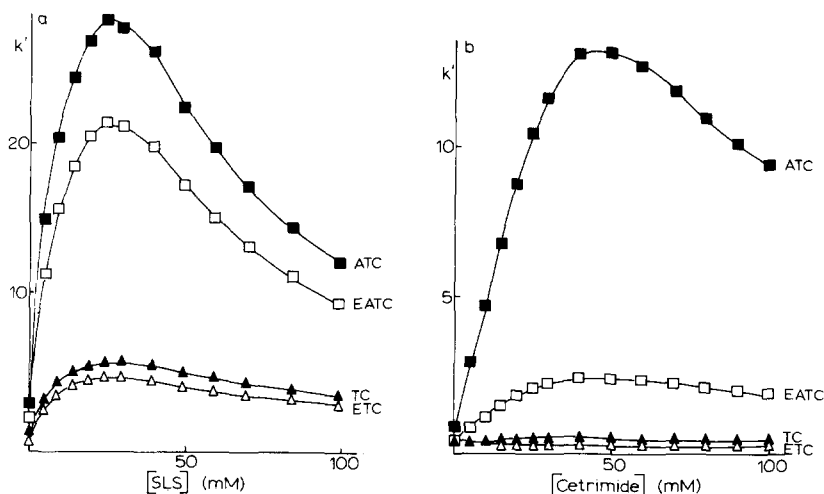 a
k'
20
10
ATC
EATC
TC
ETC
50
100
[SLS] (mM)
b
k'
10
5
ATC
EATC
TC
ETC
50
100
[Cetrimide] (mM)